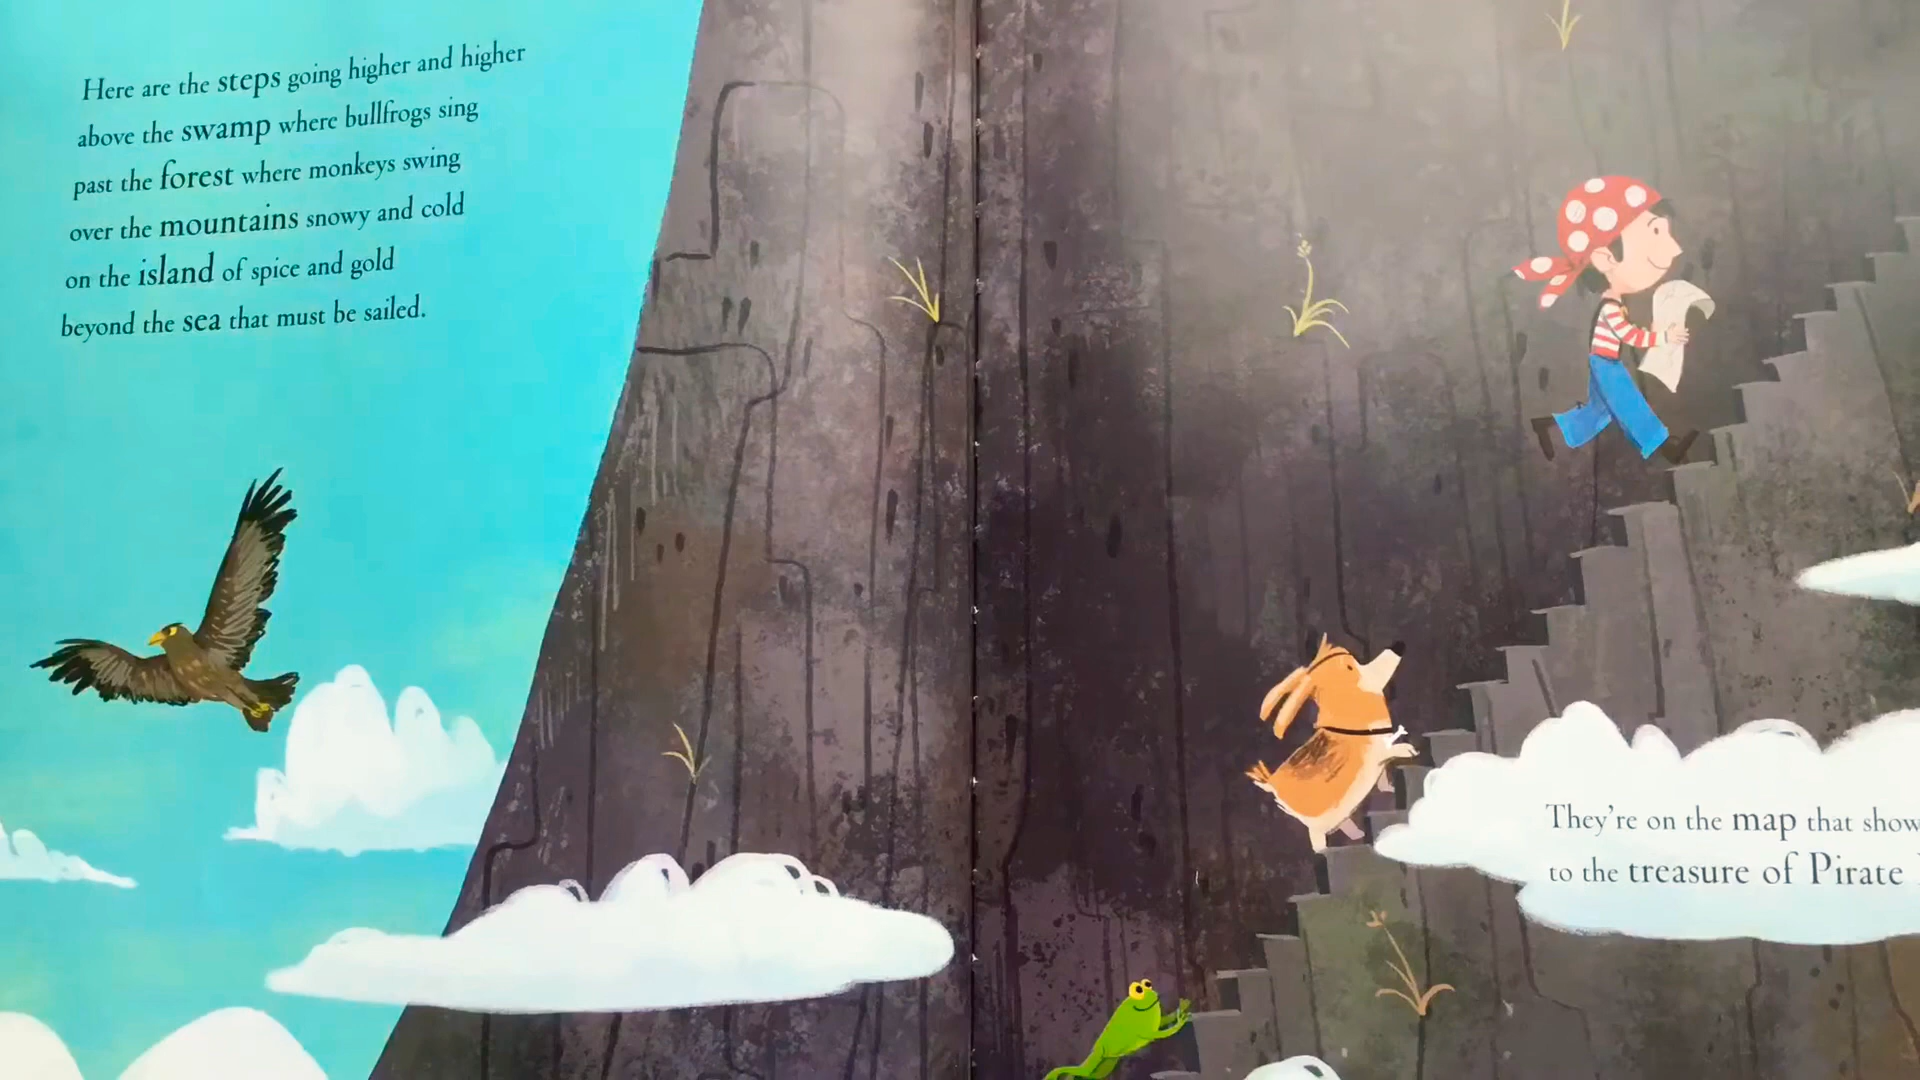 Here are the steps going higher and higher
above the swamp where bullfrogs sing
past the forest where monkeys swing
over the mountains snowy and cold
on the island of spice and gold
beyond the sea that must be sailed.
They're on the map that show
to the treasure of Pirate